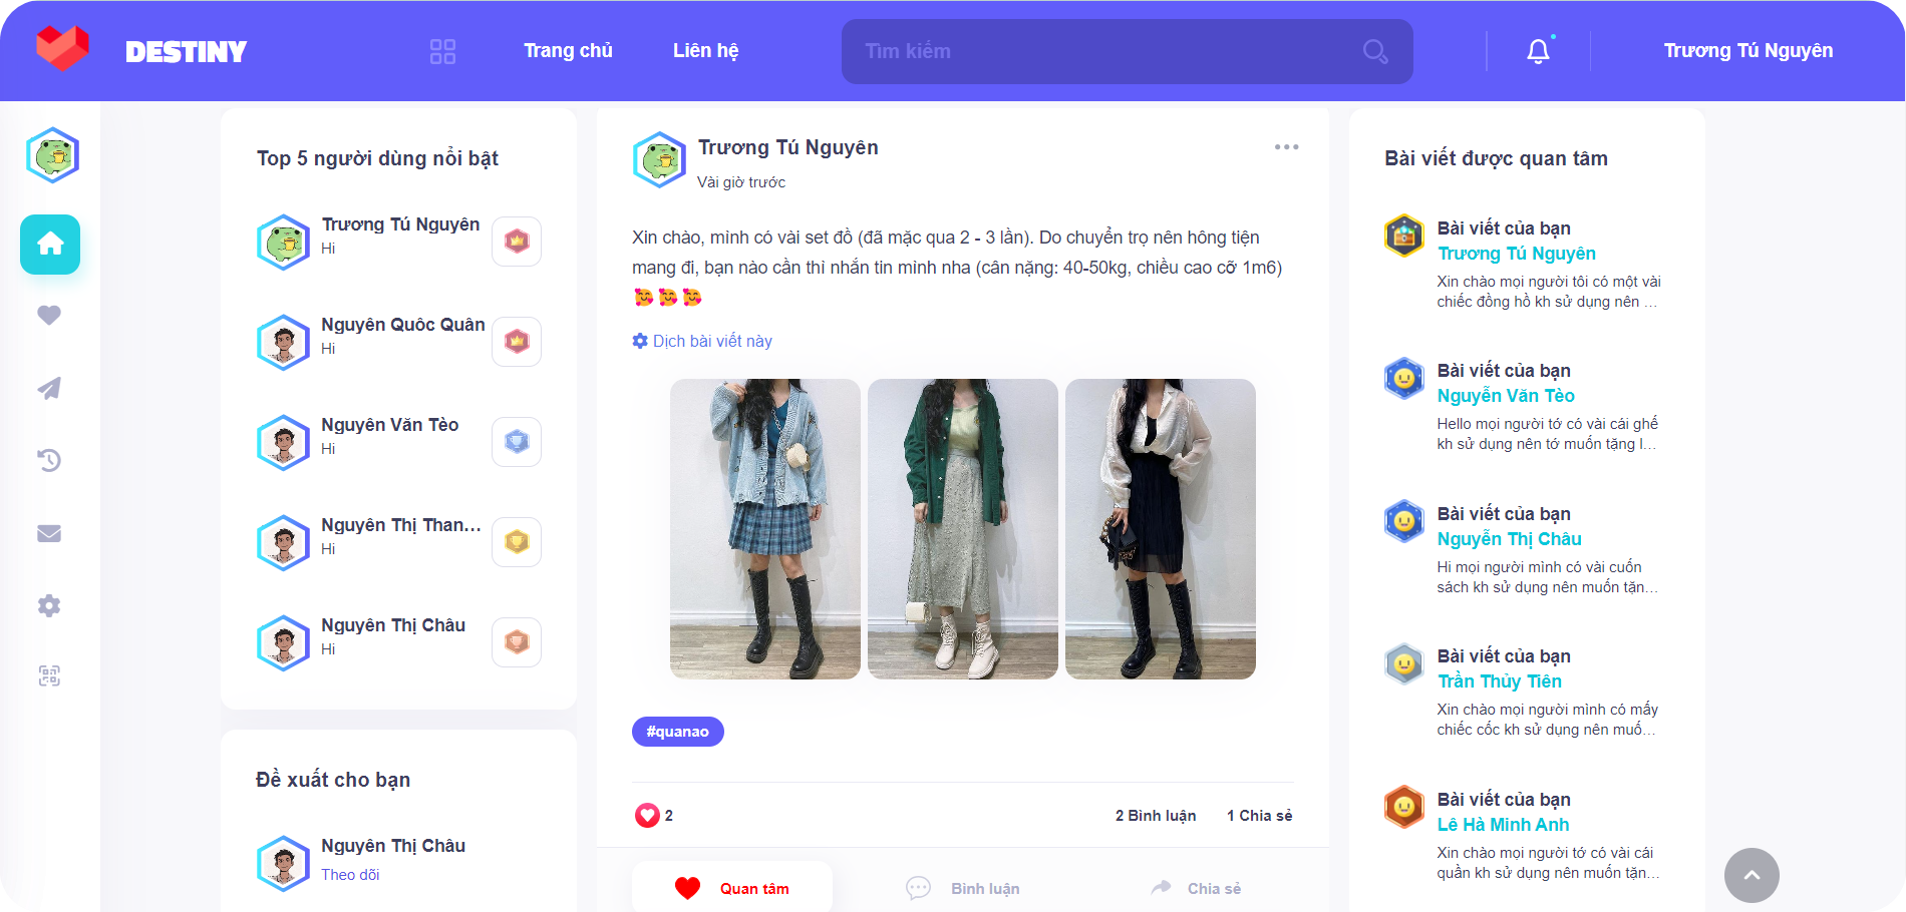 DESTINY
Trang chủ
Liên hệ
Tìm kiếm
Trương Tú Nguyên
Top 5 người dùng nổi bật
Trương Tú Nguyên
Hi
Nguyên Quôc Quân
Hi
Nguyên Văn Tèo
Hi
Nguyên Thị Than...
Hi
Nguyên Thị Châu
Hi
Đề xuất cho bạn
Nguyên Thị Châu
Theo dõi
Trương Tú Nguyên
Vài giờ trước
Xin chào, mình có vài set đồ (đã mặc qua 2 - 3 lần). Do chuyển trọ nên hông tiện
mang đi, bạn nào cần thì nhắn tin mình nha (cân nặng: 40-50kg, chiều cao cỡ 1m6)
🥰 🥰 🥰
Dịch bài viết này
#quanao
2
2 Bình luận
1 Chia sẻ
Quan tâm
Bình luận
Chia sẻ
Bài viết được quan tâm
Bài viết của bạn
Trương Tú Nguyên
Xin chào mọi người tôi có một vài
chiếc đồng hồ kh sử dụng nên ...
Bài viết của bạn
Nguyễn Văn Tèo
Hello mọi người tớ có vài cái ghế
kh sử dụng nên tớ muốn tặng l...
Bài viết của bạn
Nguyễn Thị Châu
Hi mọi người mình có vài cuốn
sách kh sử dụng nên muốn tặn...
Bài viết của bạn
Trần Thủy Tiên
Xin chào mọi người mình có mấy
chiếc cốc kh sử dụng nên muố...
Bài viết của bạn
Lê Hà Minh Anh
Xin chào mọi người tớ có vài cái
quần kh sử dụng nên muốn tặn...